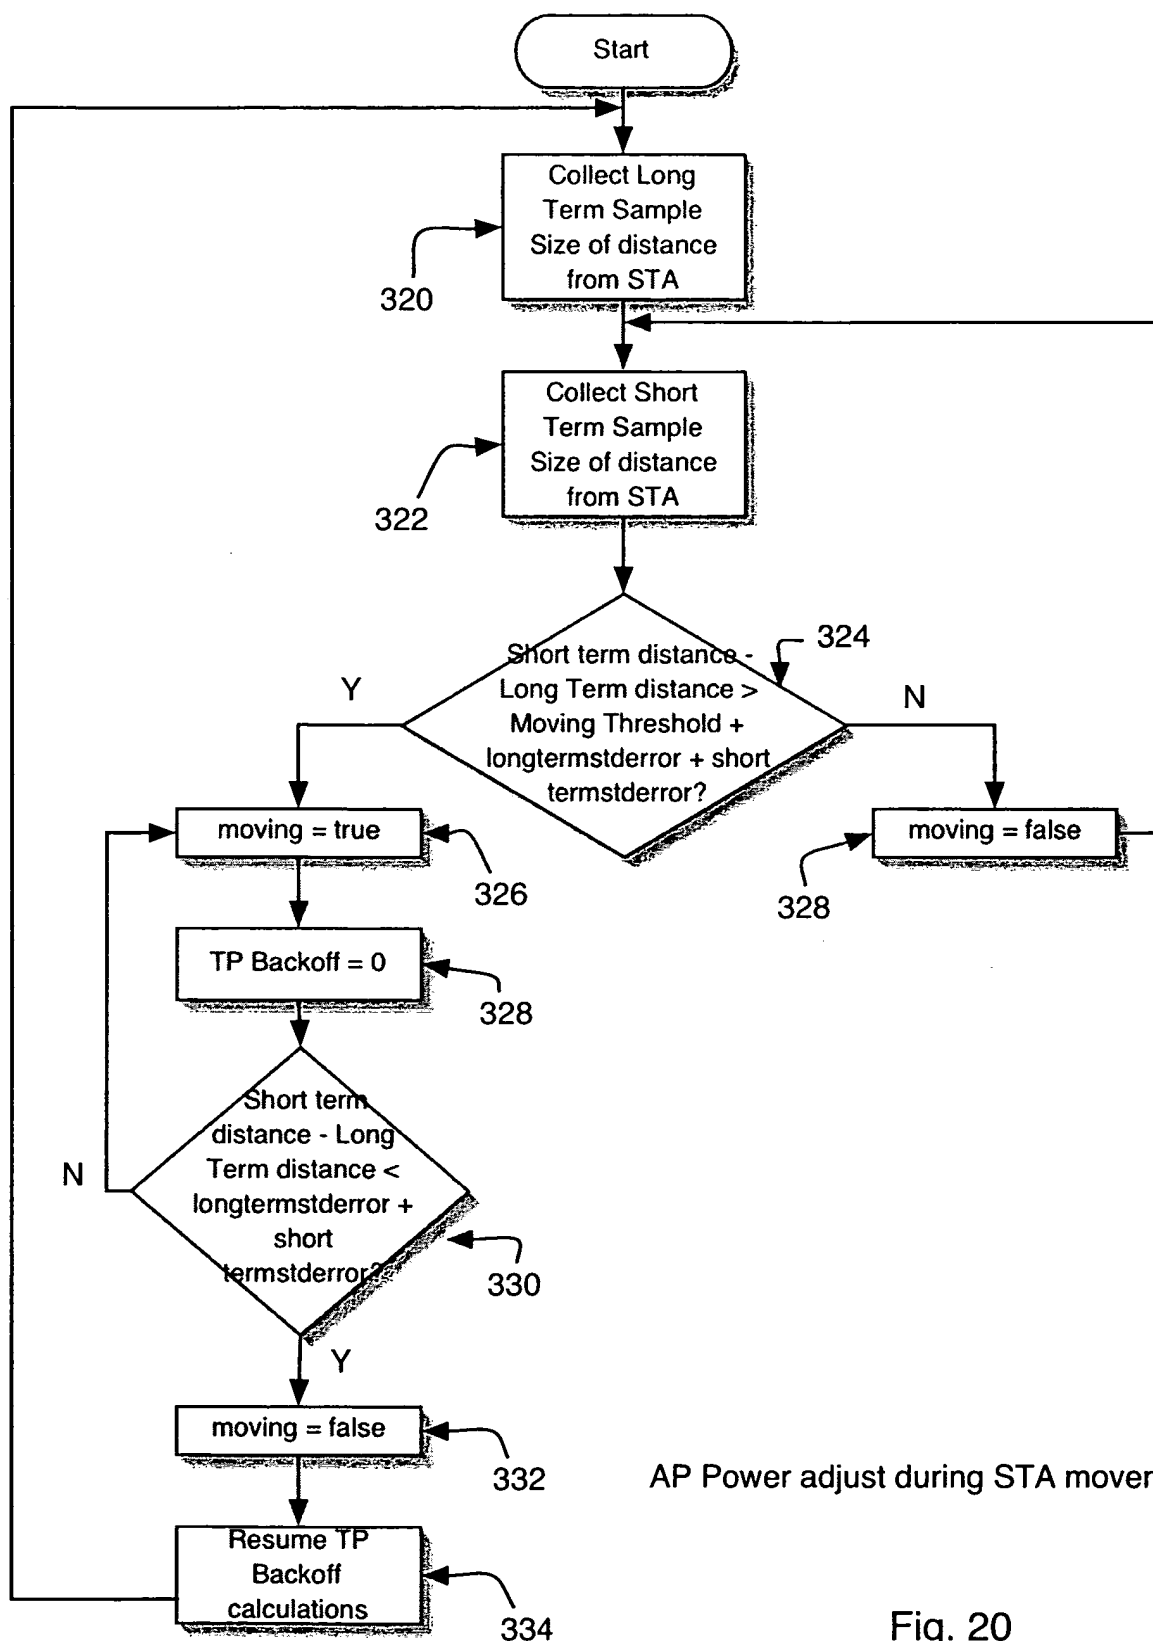 Start
Collect Long
Term Sample
Size of distance
from STA
320
Collect Short
Term Sample
Size of distance
from STA
322
324
Short term distance -
Long Term distance >
Moving Threshold +
longtermstderror + short
termstderror?
Y
N
moving = true
326
moving = false
328
TP Backoff = 0
328
Short term
distance - Long
Term distance <
longtermstderror +
short
termstderror?
N
330
Y
moving = false
332
AP Power adjust during STA mover
Resume TP
Backoff
calculations
334
Fig. 20